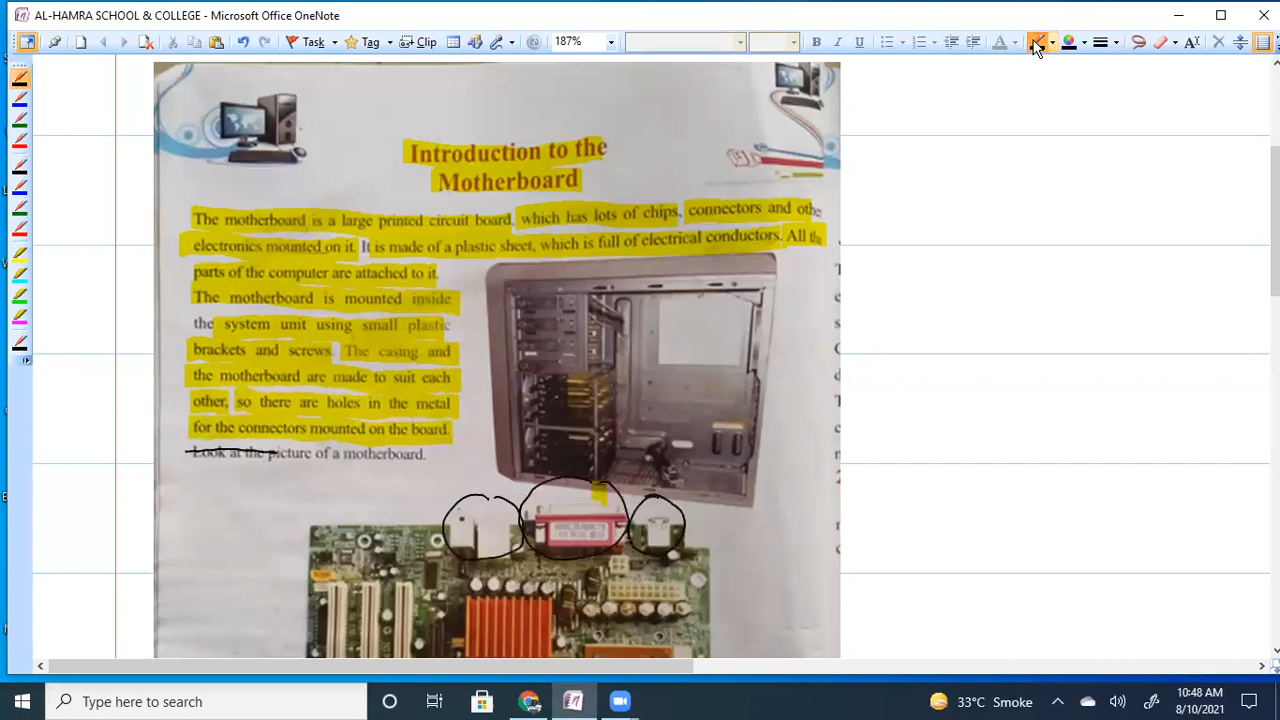 AL-HAMRA SCHOOL & COLLEGE - Microsoft Office OneNote
Task Tag Clip 187% B I U
Introduction to the
Motherboard
The motherboard is a large printed circuit board, which has lots of chips, connectors and othe
electronics mounted on it. It is made of a plastic sheet, which is full of electrical conductors. All the
parts of the computer are attached to it.
The motherboard is mounted inside
the system unit using small plastic
brackets and screws. The casing and
the motherboard are made to suit each
other, so there are holes in the metal
for the connectors mounted on the board.
Look at the picture of a motherboard.
Type here to search
33°C Smoke
10:48 AM
8/10/2021